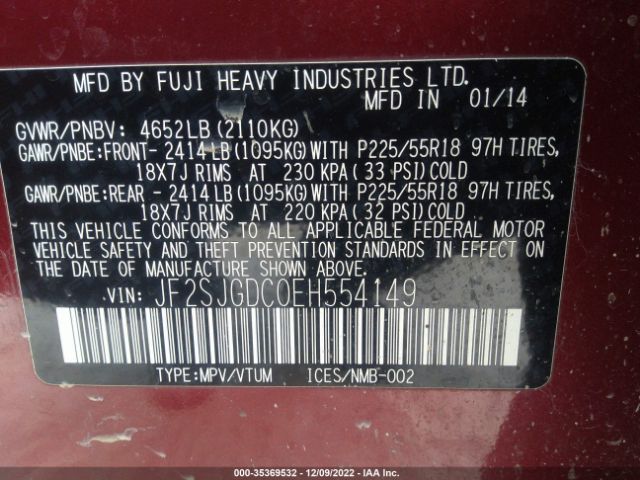 MFD BY FUJI HEAVY INDUSTRIES LTD.
MFD IN 01/14
GVWR/PNBV: 4652LB(2110KG)
GAWR/PNBE:FRONT- 2414LB(1095KG)WITH P225/55R18 97H TIRES,
18X7J RIMS AT 230 KPA(33 PSI)COLD
GAWR/PNBE:REAR -2414LB(1095KG)WITH P225/55R18 97H TIRES,
18X7J RIMS AT 220 KPA(32 PSI)COLD
THIS VEHICLE CONFORMS TO ALL APPLICABLE FEDERAL MOTOR
VEHICLE SAFETY AND THEFT PREVENTION STANDARDS IN EFFECT
ON THE DATE OF MANUFACTURE SHOWN ABOVE.
VIN: JF2SJGDC0EH554149
TYPE:MPV/VTUM ICES/NMB-002
000-35369532 - 12/09/2022 - IAA Inc.